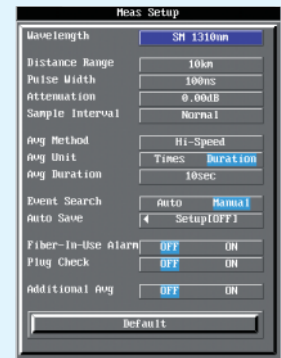 Meas Setup
Wavelength SM 1310nm
Distance Range 10km
Pulse Width 100ns
Attenuation 0.00dB
Sample Interval Normal
Avg Method Hi-Speed
Avg Unit Times Duration
Avg Duration 10sec
Event Search Auto Manual
Auto Save Setup[OFF]
Fiber-In-Use Alarm OFF ON
Plug Check OFF ON
Additional Avg OFF ON
Default